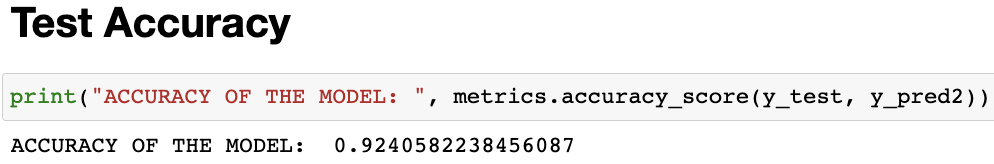 Test Accuracy
print("ACCURACY OF THE MODEL: ", metrics.accuracy_score(y_test, y_pred2))
ACCURACY OF THE MODEL:  0.9240582238456087